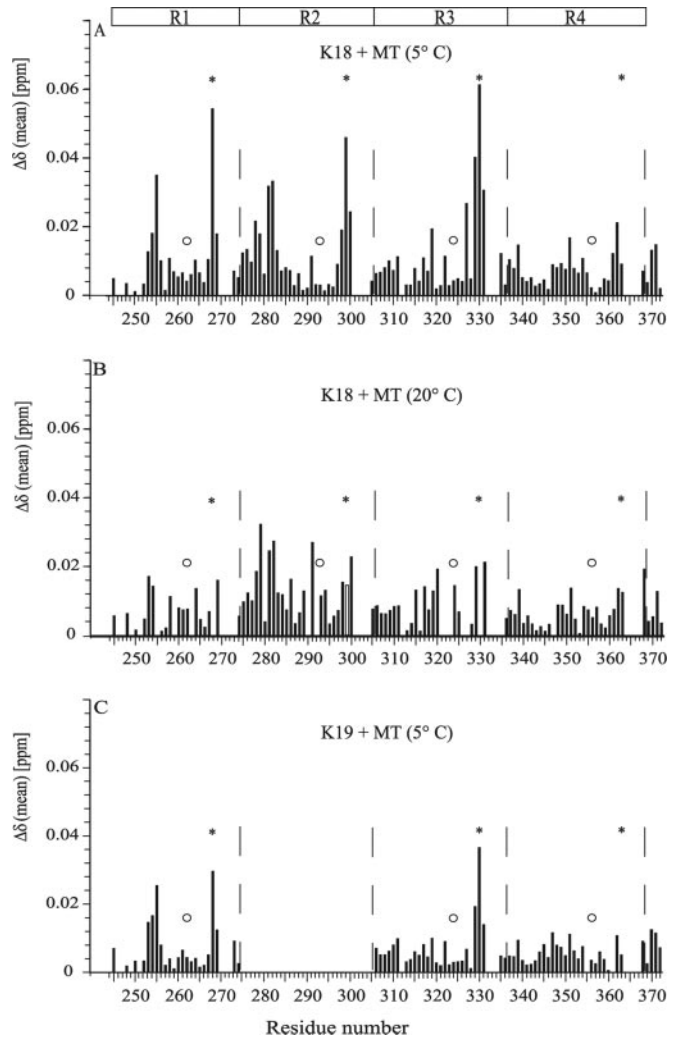 R1 R2 R3 R4
A
K18 + MT (5° C)
* * * *
Δδ (mean) [ppm]
0.06
0.04
0.02
0
250 260 270 280 290 300 310 320 330 340 350 360 370
B
K18 + MT (20° C)
* * * *
Δδ (mean) [ppm]
0.06
0.04
0.02
0
250 260 270 280 290 300 310 320 330 340 350 360 370
C
K19 + MT (5° C)
* * *
Δδ (mean) [ppm]
0.06
0.04
0.02
0
250 260 270 280 290 300 310 320 330 340 350 360 370
Residue number